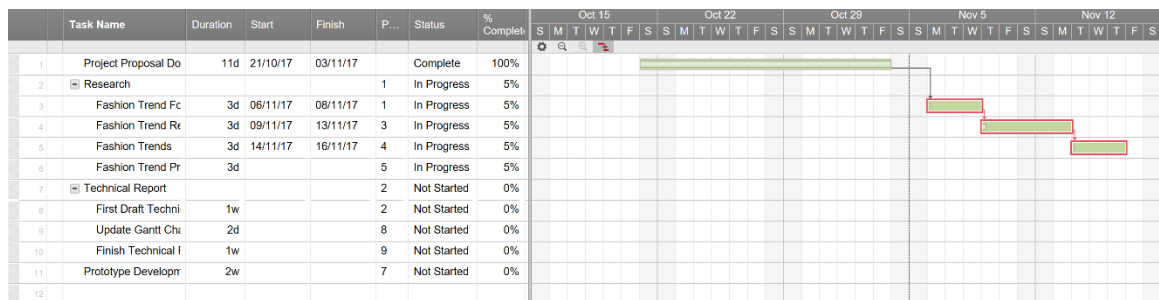 Task Name Duration Start Finish P... Status % Complet Oct 15 Oct 22 Oct 29 Nov 5 Nov 12
S M T W T F S S M T W T F S S M T W T F S S M T W T F S S M T W T F S
1 Project Proposal Do 11d 21/10/17 03/11/17 Complete 100%
2 Research 1 In Progress 5%
3 Fashion Trend Fo 3d 06/11/17 08/11/17 1 In Progress 5%
4 Fashion Trend Re 3d 09/11/17 13/11/17 3 In Progress 5%
5 Fashion Trends 3d 14/11/17 16/11/17 4 In Progress 5%
6 Fashion Trend Pr 3d 5 In Progress 5%
7 Technical Report 2 Not Started 0%
8 First Draft Techni 1w 2 Not Started 0%
9 Update Gantt Cha 2d 8 Not Started 0%
10 Finish Technical 1w 9 Not Started 0%
11 Prototype Developm 2w 7 Not Started 0%
12